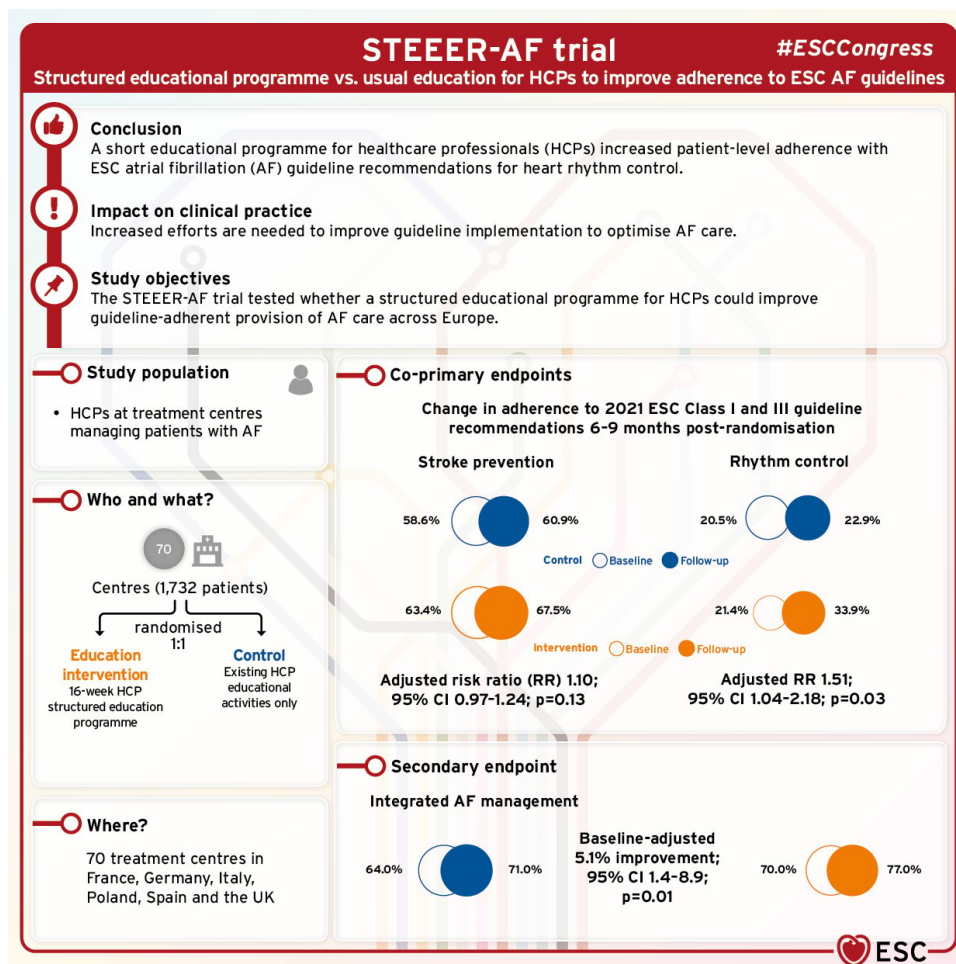 STEEER-AF trial
#ESCCongress
Structured educational programme vs. usual education for HCPs to improve adherence to ESC AF guidelines
Conclusion
A short educational programme for healthcare professionals (HCPs) increased patient-level adherence with
ESC atrial fibrillation (AF) guideline recommendations for heart rhythm control.
Impact on clinical practice
Increased efforts are needed to improve guideline implementation to optimise AF care.
Study objectives
The STEEER-AF trial tested whether a structured educational programme for HCPs could improve
guideline-adherent provision of AF care across Europe.
Study population
• HCPs at treatment centres
managing patients with AF
Who and what?
70
Centres (1,732 patients)
randomised
1:1
Education
intervention
16-week HCP
structured education
programme
Control
Existing HCP
educational
activities only
Where?
70 treatment centres in
France, Germany, Italy,
Poland, Spain and the UK
Co-primary endpoints
Change in adherence to 2021 ESC Class I and III guideline
recommendations 6–9 months post-randomisation
Stroke prevention
Rhythm control
58.6% 60.9%
20.5% 22.9%
Control Baseline Follow-up
63.4% 67.5%
21.4% 33.9%
Intervention Baseline Follow-up
Adjusted risk ratio (RR) 1.10;
95% CI 0.97–1.24; p=0.13
Adjusted RR 1.51;
95% CI 1.04–2.18; p=0.03
Secondary endpoint
Integrated AF management
64.0% 71.0%
Baseline-adjusted
5.1% improvement;
95% CI 1.4–8.9;
p=0.01
70.0% 77.0%
ESC